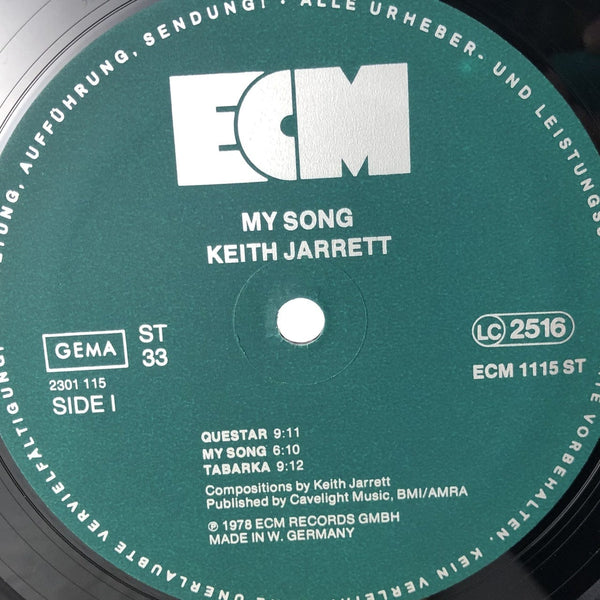 TUNG, AUFFÜHRUNG, SENDUNG! · ALLE URHEBER- UND LEISTUNGS
ECM
MY SONG
KEITH JARRETT
GEMA
ST
33
2301 115
SIDE I
LC 2516
ECM 1115 ST
QUESTAR 9:11
MY SONG 6:10
TABARKA 9:12
Compositions by Keith Jarrett
Published by Cavelight Music, BMI/AMRA
℗ 1978 ECM RECORDS GMBH
MADE IN W. GERMANY
TE VORBEHALTEN. KEIN VERLEIH
UNERLAUBTE VERVIELFÄLTIGUNG!